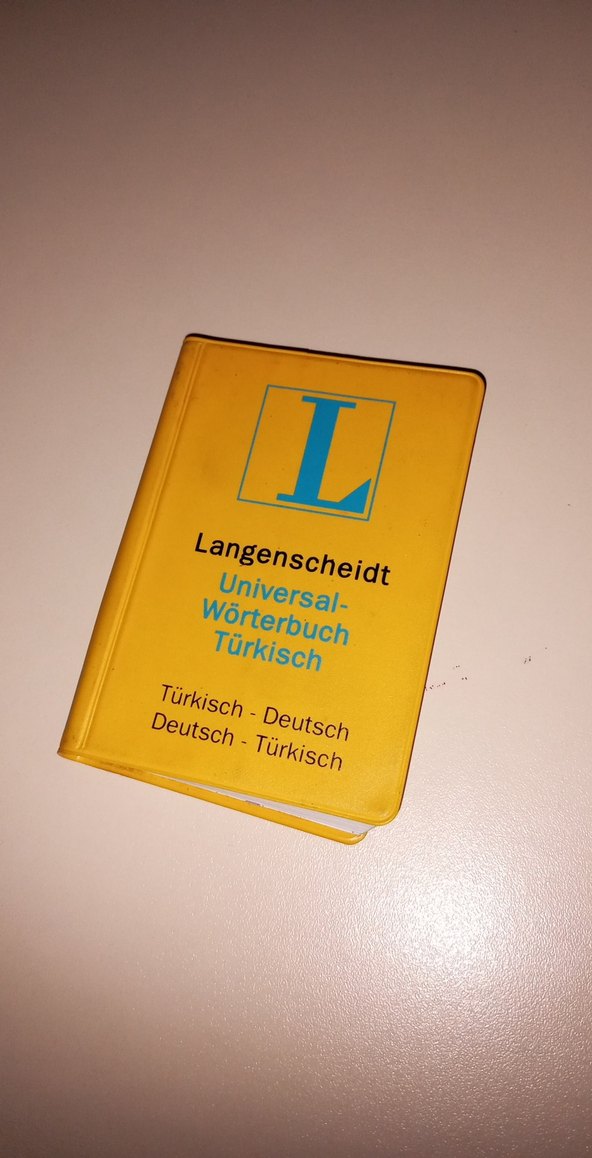 L
Langenscheidt
Universal-
Wörterbuch
Türkisch
Türkisch - Deutsch
Deutsch - Türkisch